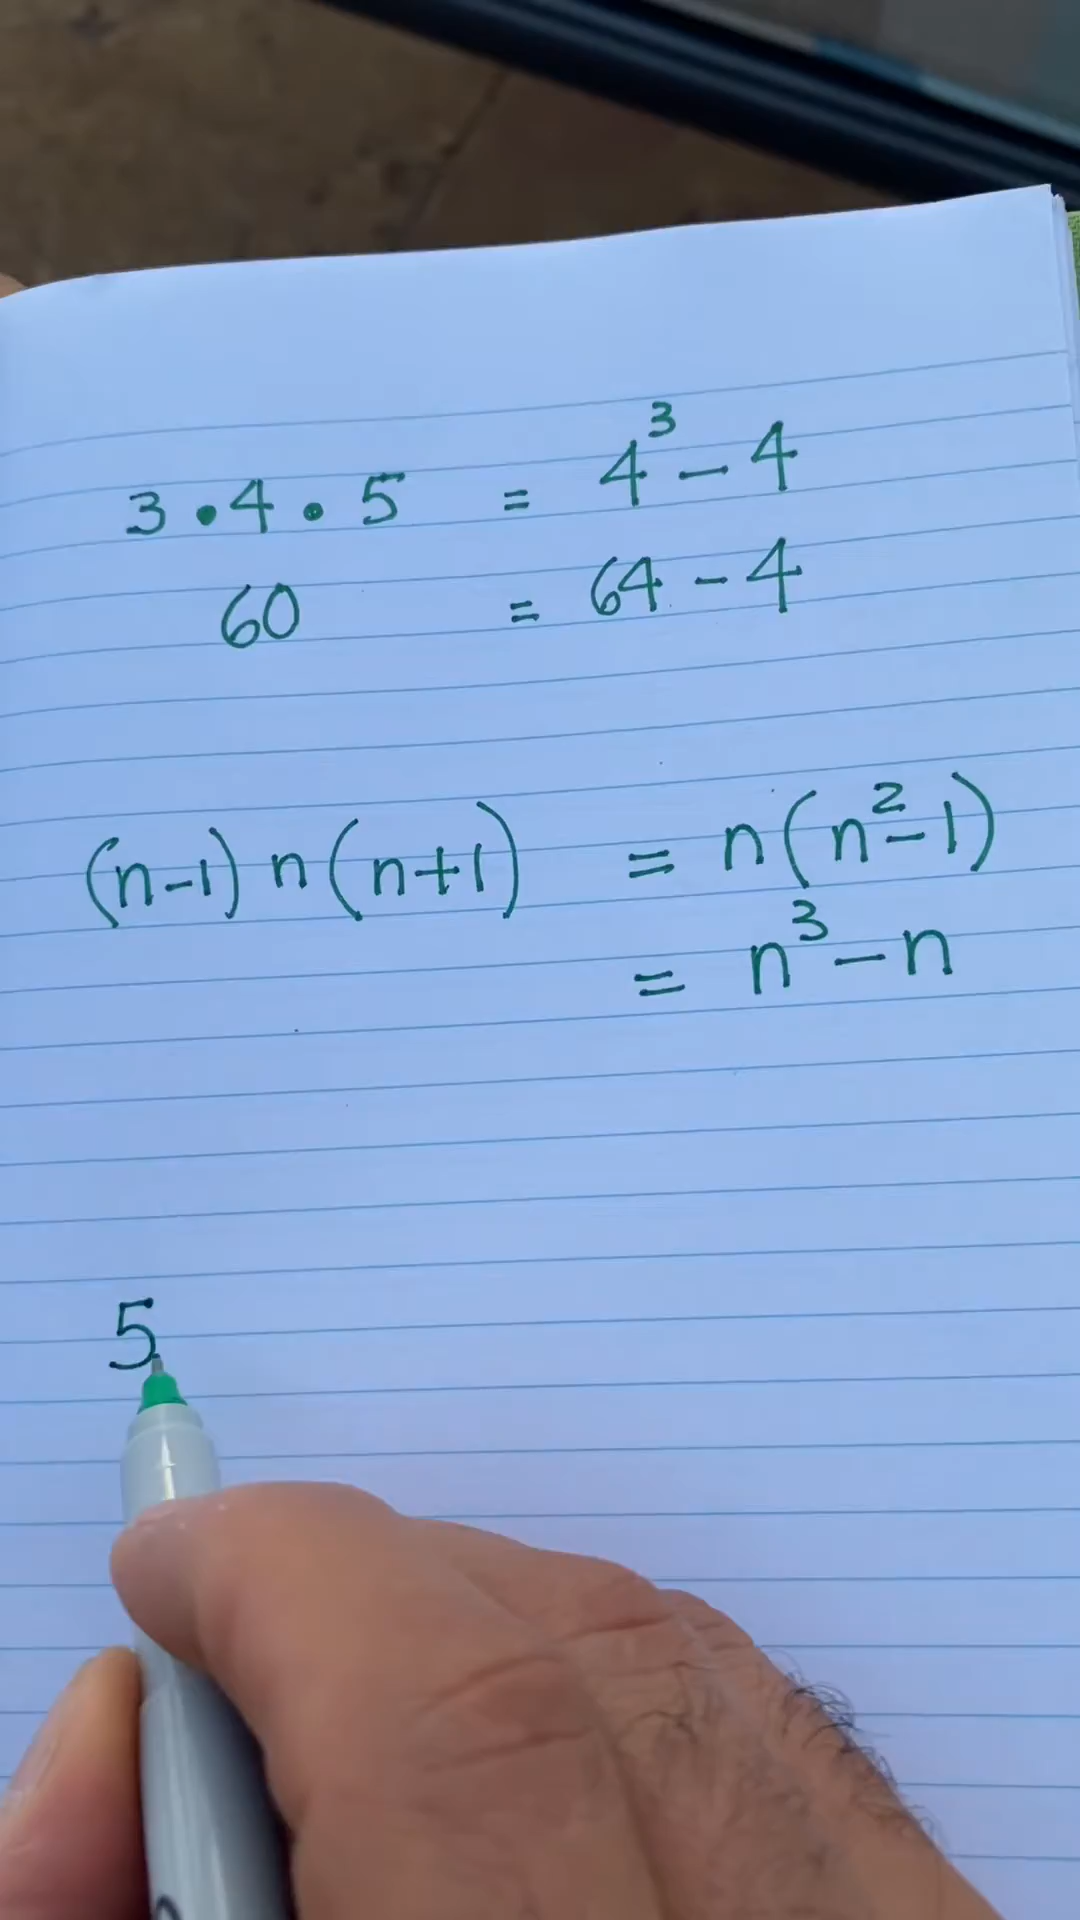 3 · 4 · 5 = 4³ - 4
60 = 64 - 4
(n-1) n (n+1) = n(n²-1)
= n³ - n
5